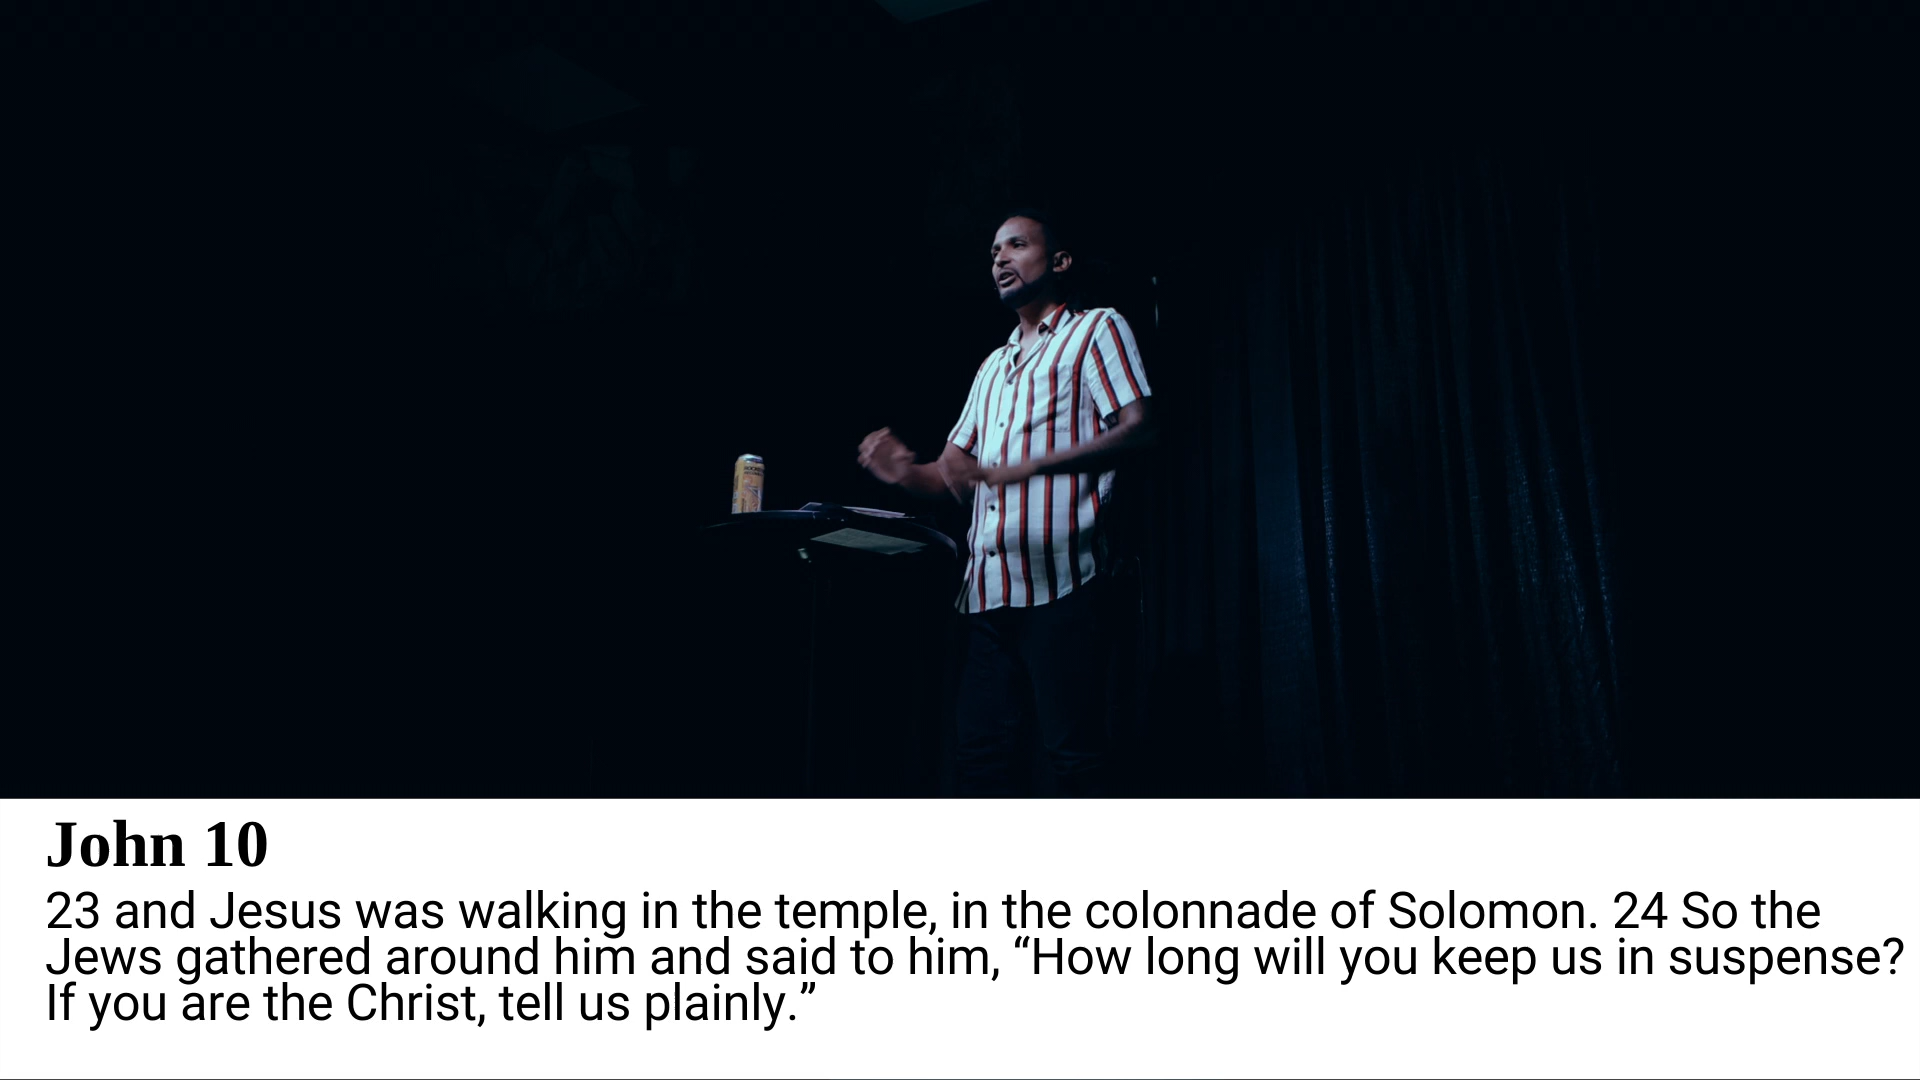 John 10
23 and Jesus was walking in the temple, in the colonnade of Solomon. 24 So the
Jews gathered around him and said to him, “How long will you keep us in suspense?
If you are the Christ, tell us plainly.”